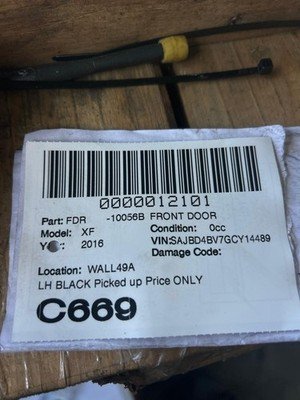 0000012101
Part: FDR -10056B FRONT DOOR
Model: XF Condition: 0cc
Year: 2016 VIN:SAJBD4BV7GCY14489
Damage Code:
Location: WALL49A
LH BLACK Picked up Price ONLY
C669